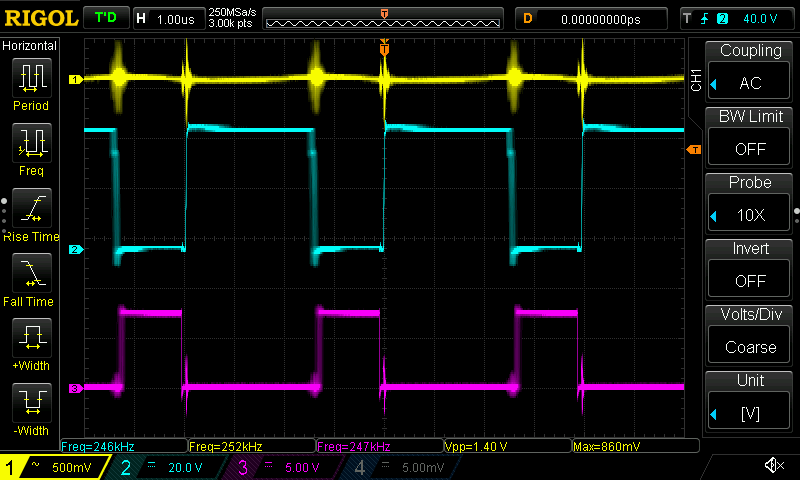 RIGOL T'D H 1.00us 250MSa/s 3.00k pts T D 0.00000000ps T 2 40.0 V
Horizontal
Period
Freq
Rise Time
Fall Time
+Width
-Width
T
1
2
3
T
CH1
Coupling
AC
BW Limit
OFF
Probe
10X
Invert
OFF
Volts/Div
Coarse
Unit
[V]
Freq=246kHz Freq=252kHz Freq=247kHz Vpp=1.40 V Max=860mV
1 ~ 500mV 2 20.0 V 3 5.00 V 4 5.00mV